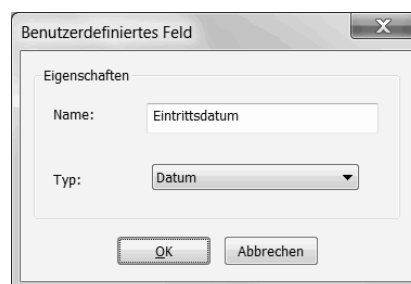 Benutzerdefiniertes Feld
X
Eigenschaften
Name: Eintrittsdatum
Typ: Datum
OK Abbrechen